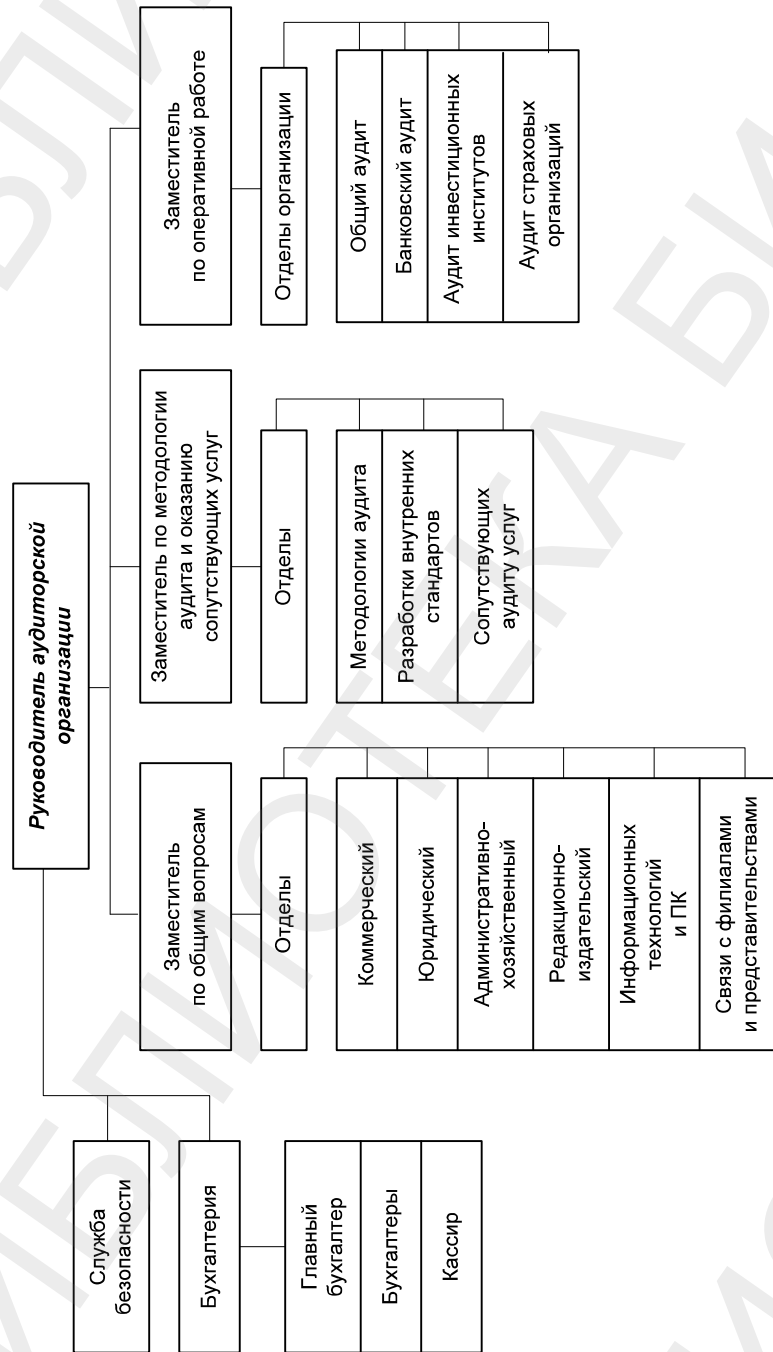 Руководитель аудиторской
организации
Служба
безопасности
Бухгалтерия
Главный
бухгалтер
Бухгалтеры
Кассир
Заместитель
по общим вопросам
Отделы
Коммерческий
Юридический
Административно-
хозяйственный
Редакционно-
издательский
Информационных
технологий
и ПК
Связи с филиалами
и представительствами
Заместитель по методологии
аудита и оказанию
сопутствующих услуг
Отделы
Методологии аудита
Разработки внутренних
стандартов
Сопутствующих
аудиту услуг
Заместитель
по оперативной работе
Отделы организации
Общий аудит
Банковский аудит
Аудит инвестиционных
институтов
Аудит страховых
организаций
БИБЛИОТЕКА